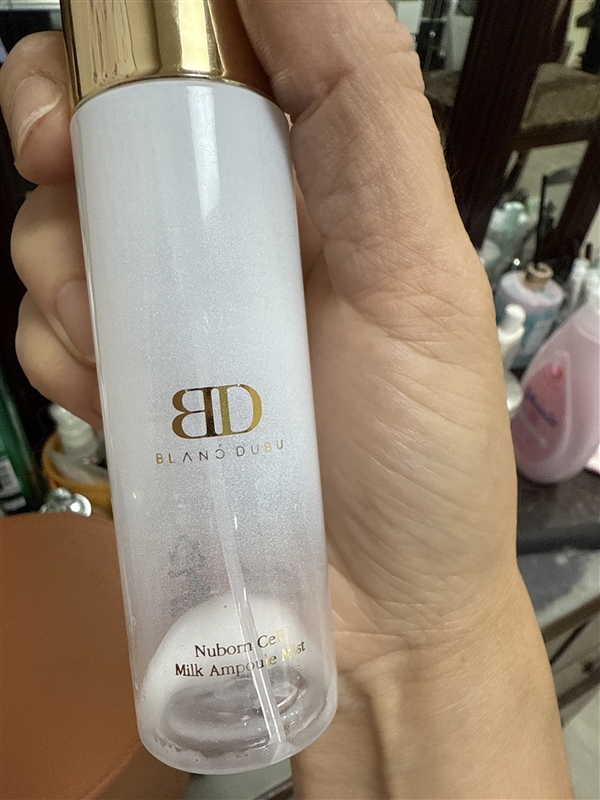 BD
BLANC DUBU
Nuborn Cell
Milk Ampoule Mist